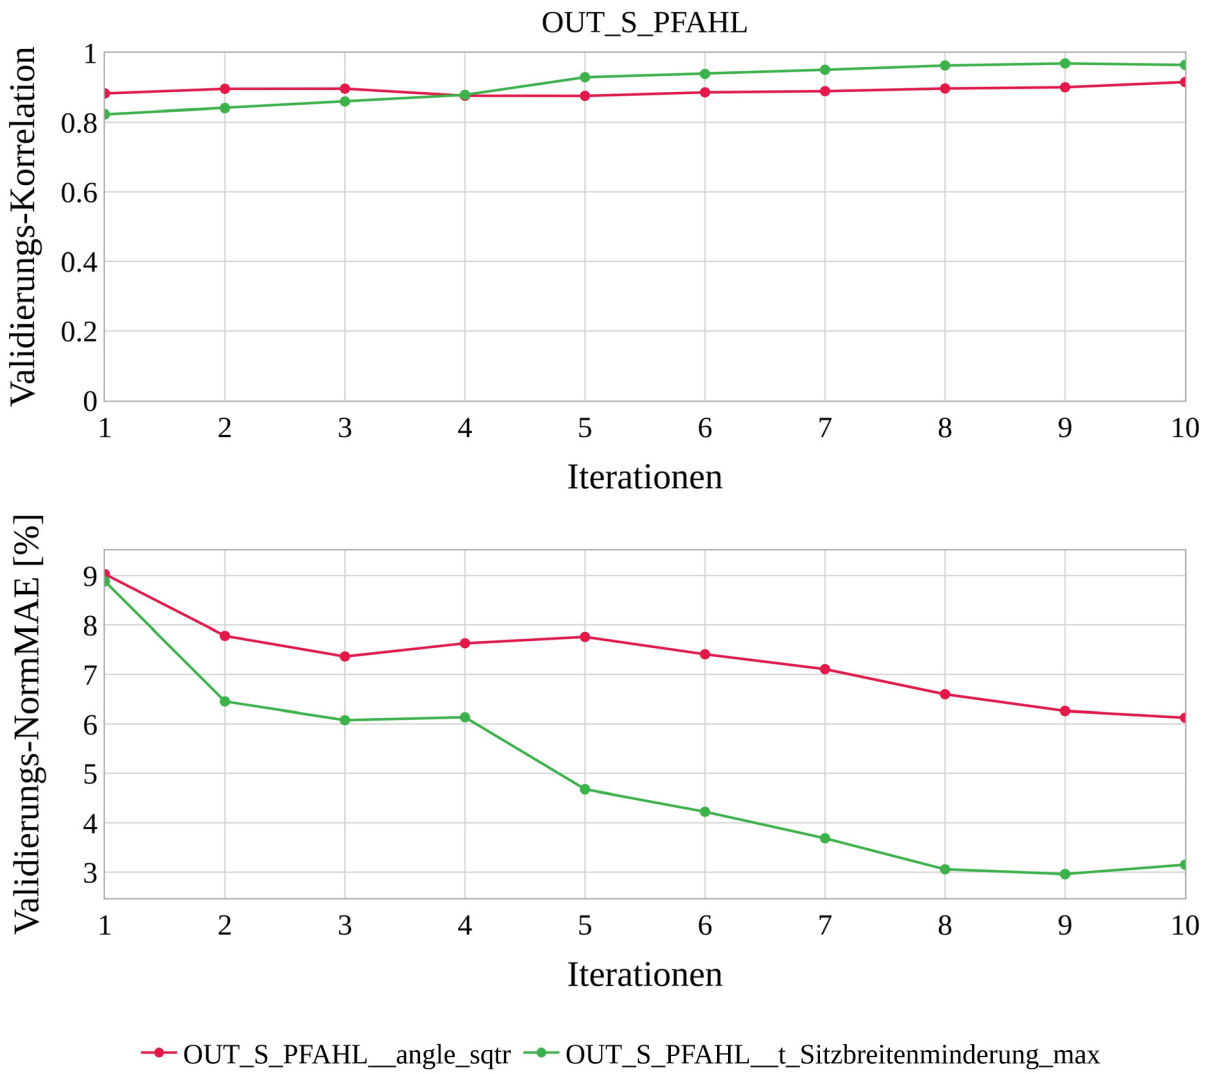 OUT_S_PFAHL
Validierungs-Korrelation
1
0.8
0.6
0.4
0.2
0
1 2 3 4 5 6 7 8 9 10
Iterationen
Validierungs-NormMAE [%]
9
8
7
6
5
4
3
1 2 3 4 5 6 7 8 9 10
Iterationen
OUT_S_PFAHL__angle_sqtr OUT_S_PFAHL__t_Sitzbreitenminderung_max